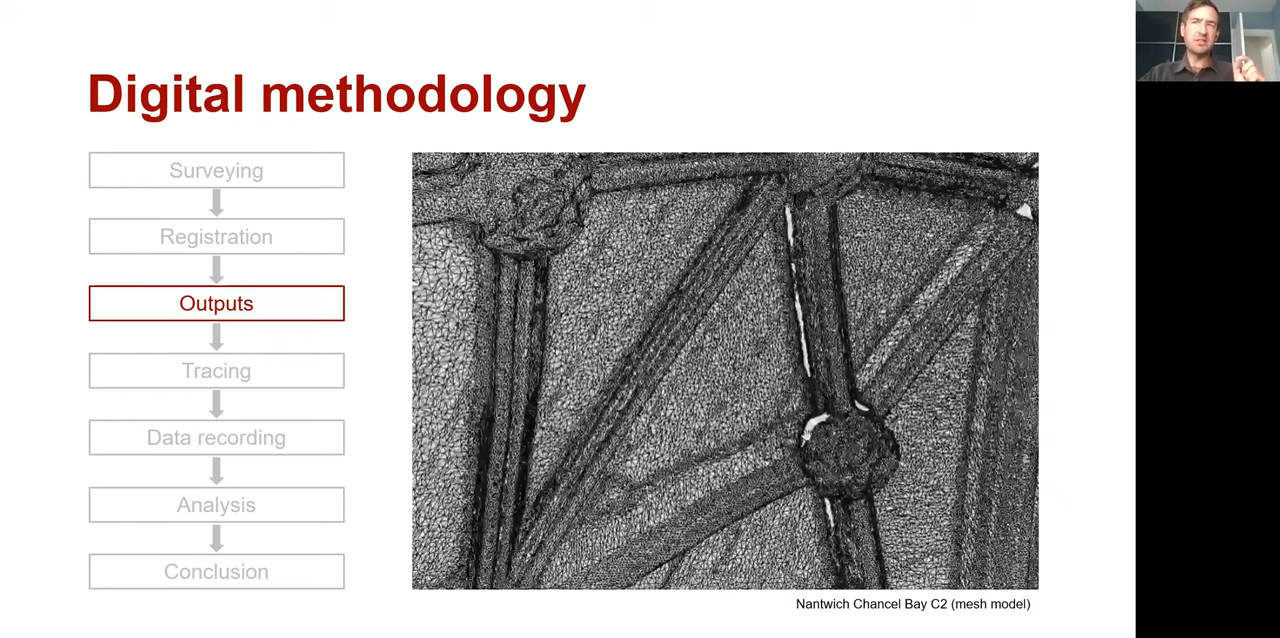 Digital methodology
Surveying
Registration
Outputs
Tracing
Data recording
Analysis
Conclusion
Nantwich Chancel Bay C2 (mesh model)